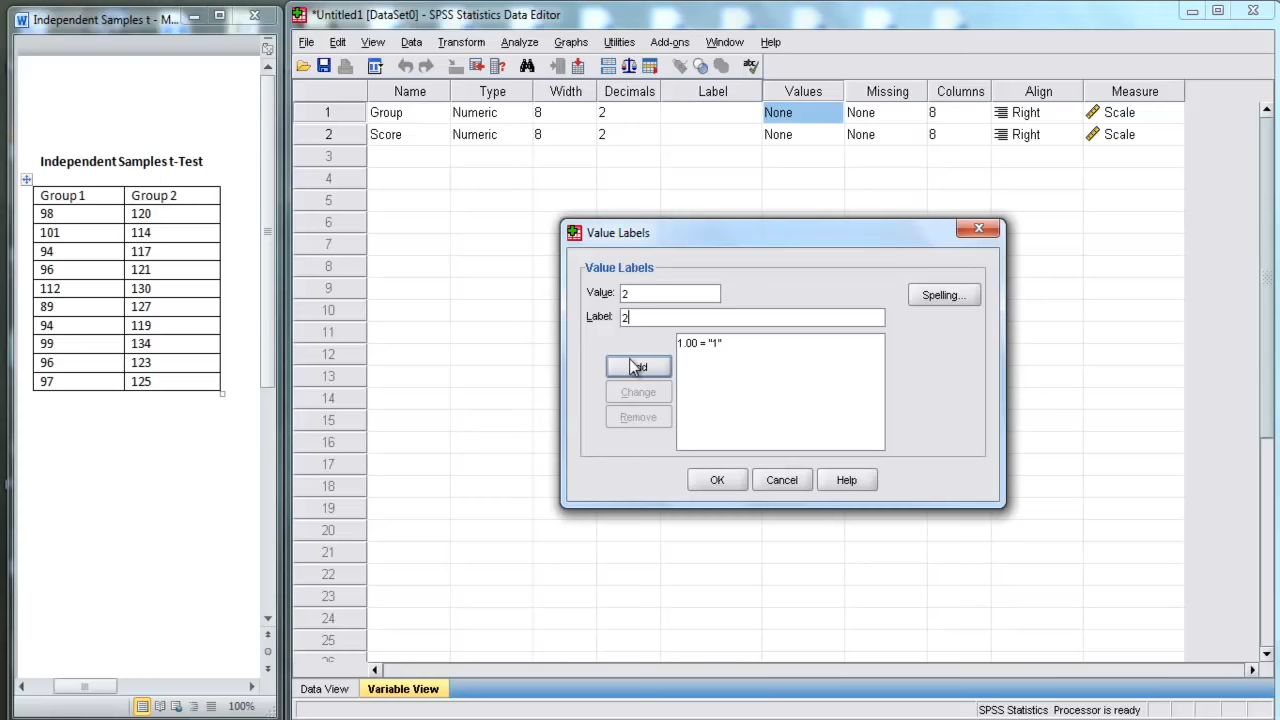 Independent Samples t - M...
Independent Samples t-Test
Group 1 Group 2
98 120
101 114
94 117
96 121
112 130
89 127
94 119
99 134
96 123
97 125
100%
*Untitled1 [DataSet0] - SPSS Statistics Data Editor
File Edit View Data Transform Analyze Graphs Utilities Add-ons Window Help
Name Type Width Decimals Label Values Missing Columns Align Measure
1 Group Numeric 8 2 None None 8 Right Scale
2 Score Numeric 8 2 None None 8 Right Scale
3
4
5
6
7
8
9
10
11
12
13
14
15
16
17
18
19
20
21
22
23
24
25
26
Value Labels
Value Labels
Value: 2
Spelling...
Label: 2
1.00 = "1"
Change
Remove
OK Cancel Help
Data View Variable View
SPSS Statistics Processor is ready